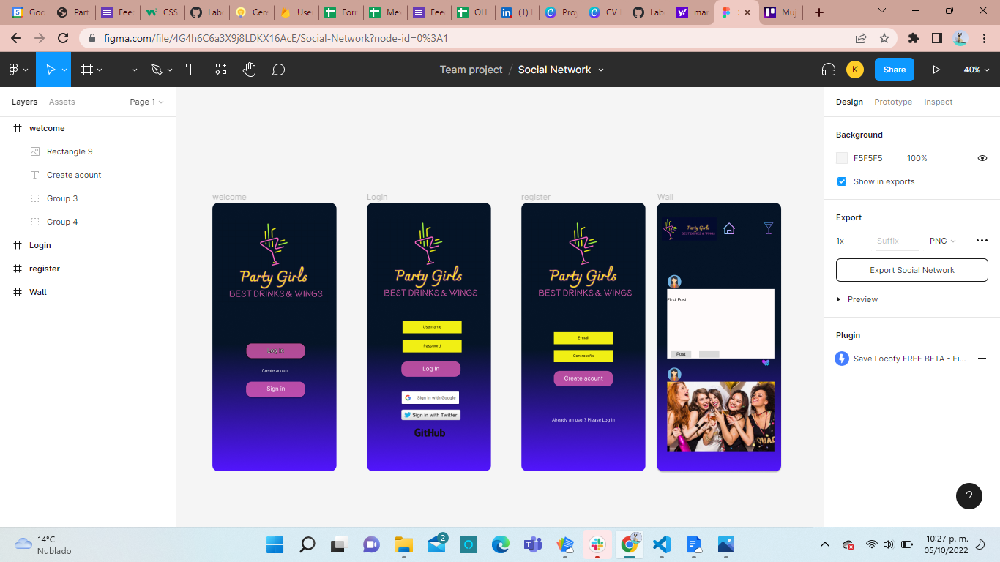 Goo
Part
Feed
CSS
Lab
Cero
Use
For
Me
Fee
OH
(1) L
Pro
CV
Lab
mar
S
Muj
figma.com/file/4G4h6C6a3X9j8LDKX16AcE/Social-Network?node-id=0%3A1
Team project / Social Network
K
Share
40%
Layers
Assets
Page 1
welcome
Rectangle 9
Create acount
Group 3
Group 4
Login
register
Wall
welcome
Party Girls
BEST DRINKS & WINGS
Log In
Create acount
Sign in
Login
Party Girls
BEST DRINKS & WINGS
Username
Password
Log In
Sign in with Google
Sign in with Twitter
GitHub
register
Party Girls
BEST DRINKS & WINGS
E-mail
Contraseña
Create acount
Already an user? Please Log In
Wall
Party Girls
BEST DRINKS & WINGS
First Post
Post
Design
Prototype
Inspect
Background
F5F5F5
100%
Show in exports
Export
1x
Suffix
PNG
Export Social Network
Preview
Plugin
Save Locofy FREE BETA - Fi...
?
14°C
Nublado
2
10:27 p. m.
05/10/2022